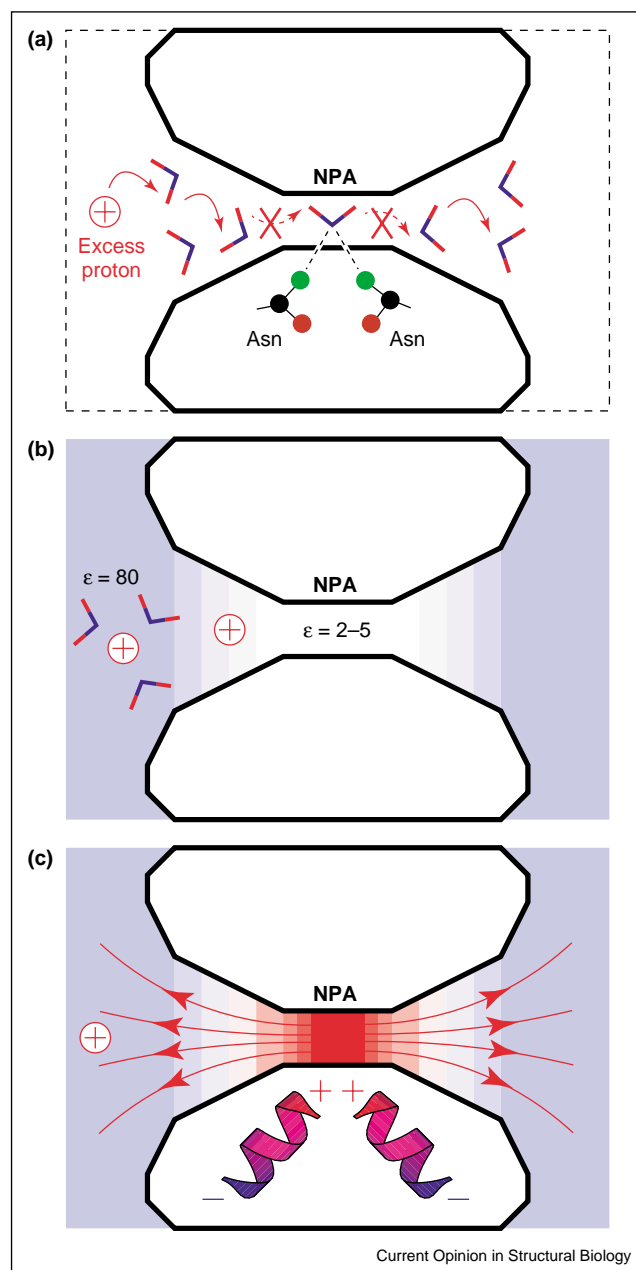 (a)
NPA
+
Excess
proton
Asn Asn
(b)
ε = 80
NPA
+
+
ε = 2–5
(c)
NPA
+
+ +
– –
Current Opinion in Structural Biology